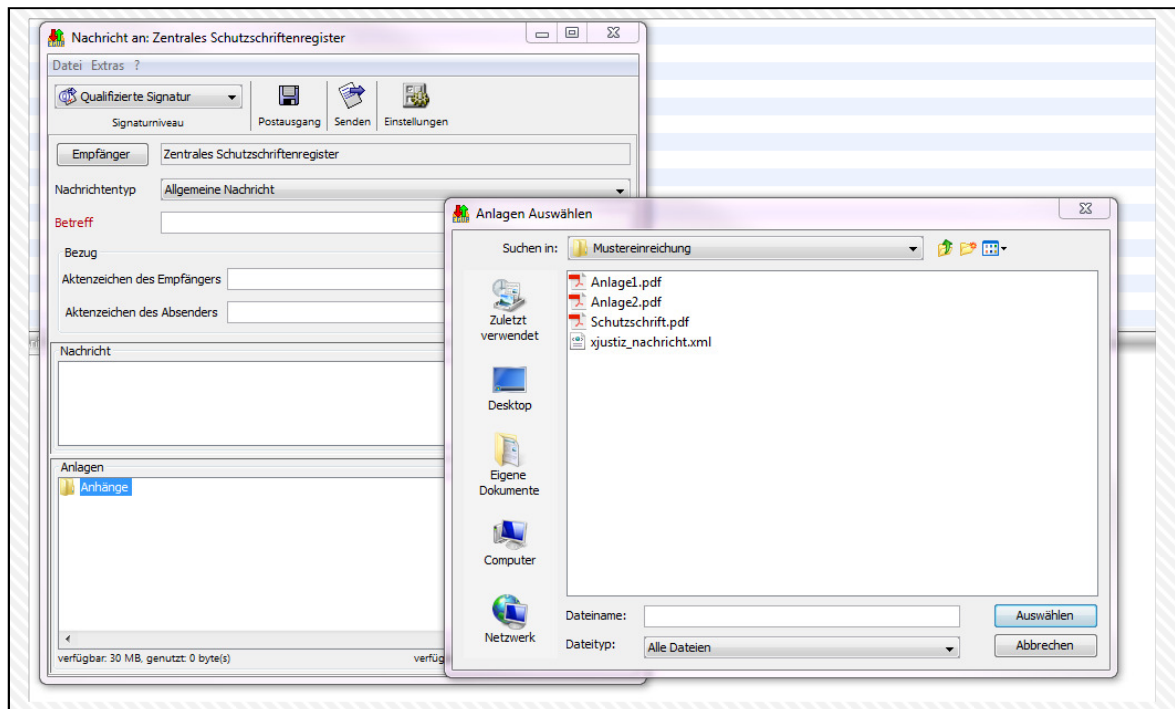 Nachricht an: Zentrales Schutzschriftenregister
Datei Extras ?
Qualifizierte Signatur
Signaturniveau
Postausgang
Senden
Einstellungen
Empfänger
Zentrales Schutzschriftenregister
Nachrichtentyp
Allgemeine Nachricht
Betreff
Bezug
Aktenzeichen des Empfängers
Aktenzeichen des Absenders
Nachricht
Anlagen
Anhänge
verfügbar: 30 MB, genutzt: 0 byte(s)
Anlagen Auswählen
Suchen in:
Mustereinreichung
Zuletzt
verwendet
Desktop
Eigene
Dokumente
Computer
Netzwerk
Anlage1.pdf
Anlage2.pdf
Schutzschrift.pdf
xjustiz_nachricht.xml
Dateiname:
Auswählen
Dateityp:
Alle Dateien
Abbrechen